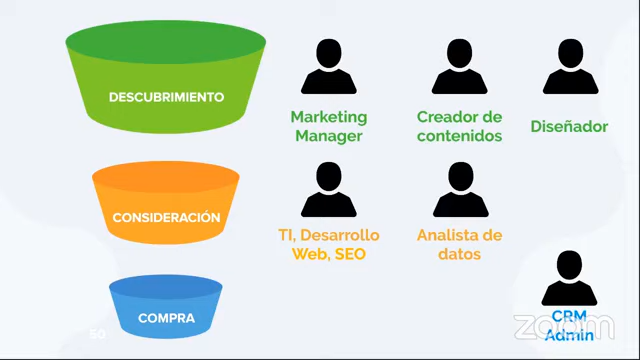 DESCUBRIMIENTO
Marketing
Manager
Creador de
contenidos
Diseñador
CONSIDERACIÓN
TI, Desarrollo
Web, SEO
Analista de
datos
COMPRA
50
CRM
Admin
zoom